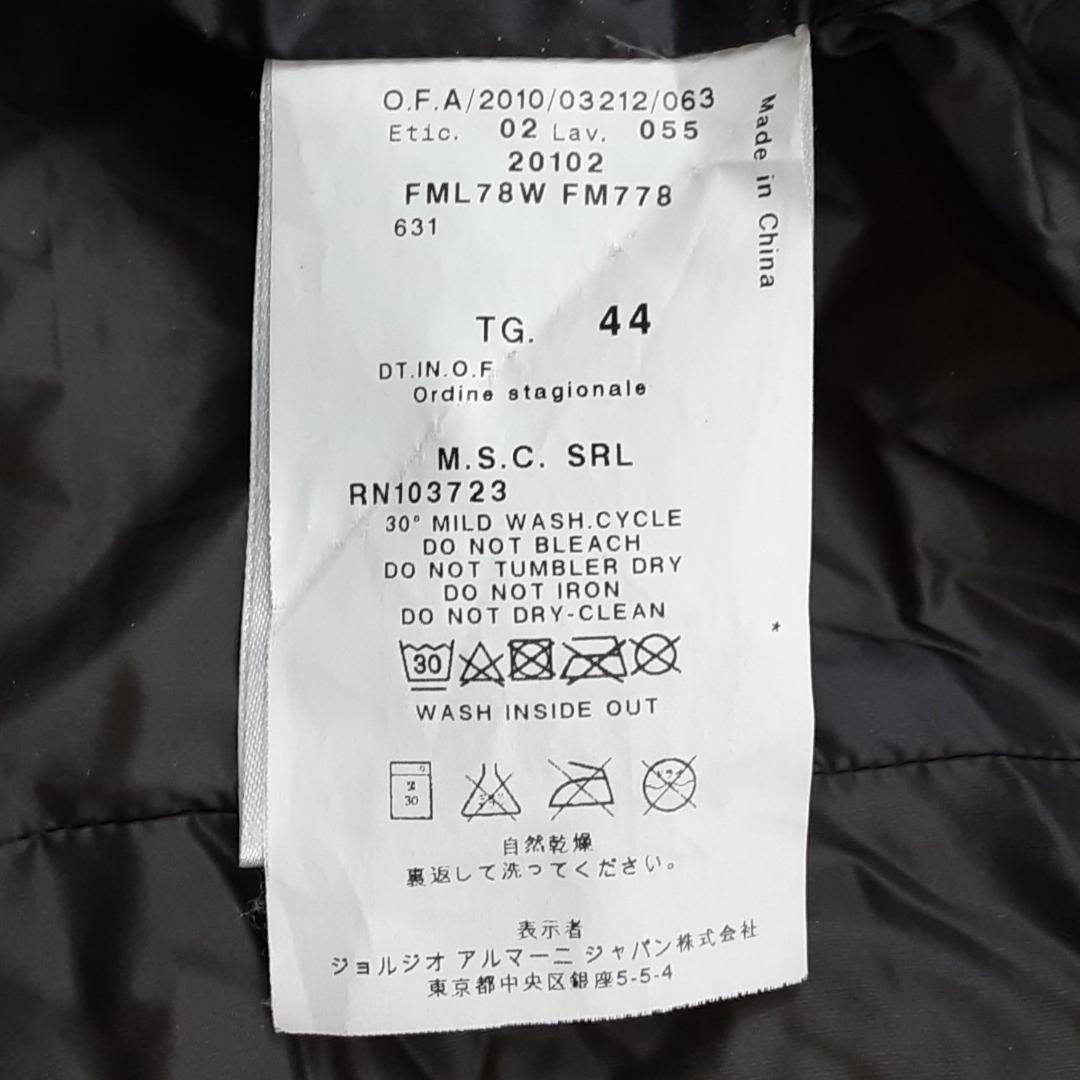 O.F.A/2010/03212/063
Etic. 02 Lav. 055
20102
FML78W FM778
631
Made in China
TG. 44
DT.IN.O.F
Ordine stagionale
M.S.C. SRL
RN103723
30° MILD WASH.CYCLE
DO NOT BLEACH
DO NOT TUMBLER DRY
DO NOT IRON
DO NOT DRY-CLEAN
*
30
WASH INSIDE OUT
30
自然乾燥
裏返して洗ってください。
表示者
ジョルジオ アルマーニ ジャパン株式会社
東京都中央区銀座5-5-4